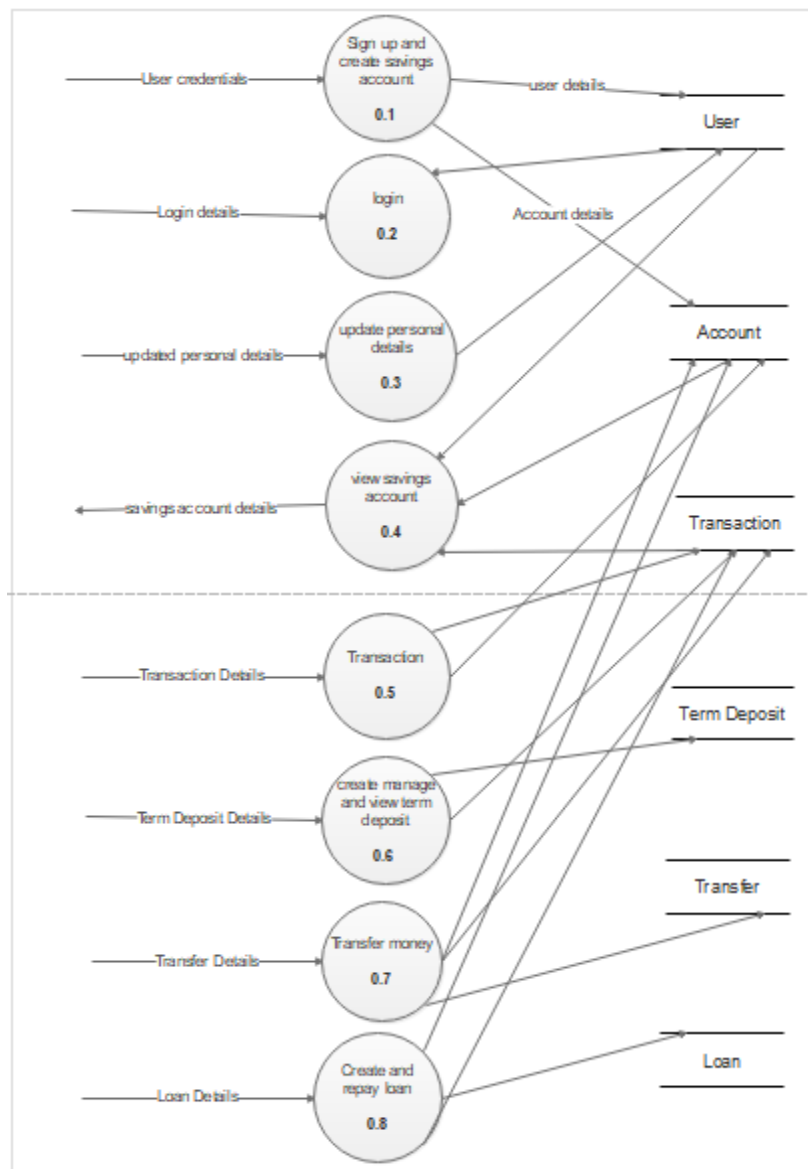 Sign up and
create savings
account
0.1
User credentials
user details
User
login
0.2
Login details
Account details
update personal
details
0.3
updated personal details
Account
view savings
account
0.4
savings account details
Transaction
Transaction
0.5
Transaction Details
Term Deposit
create manage
and view term
deposit
0.6
Term Deposit Details
Transfer
Transfer money
0.7
Transfer Details
Create and
repay loan
0.8
Loan Details
Loan